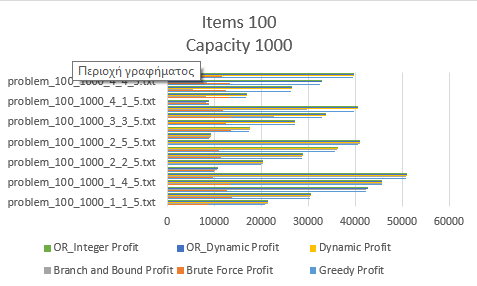 Items 100
Capacity 1000
Περιοχή γραφήματος
problem_100_1000_4_4_5.txt
problem_100_1000_4_1_5.txt
problem_100_1000_3_3_5.txt
problem_100_1000_2_5_5.txt
problem_100_1000_2_2_5.txt
problem_100_1000_1_4_5.txt
problem_100_1000_1_1_5.txt
0 10000 20000 30000 40000 50000 60000
OR_Integer Profit OR_Dynamic Profit Dynamic Profit
Branch and Bound Profit Brute Force Profit Greedy Profit